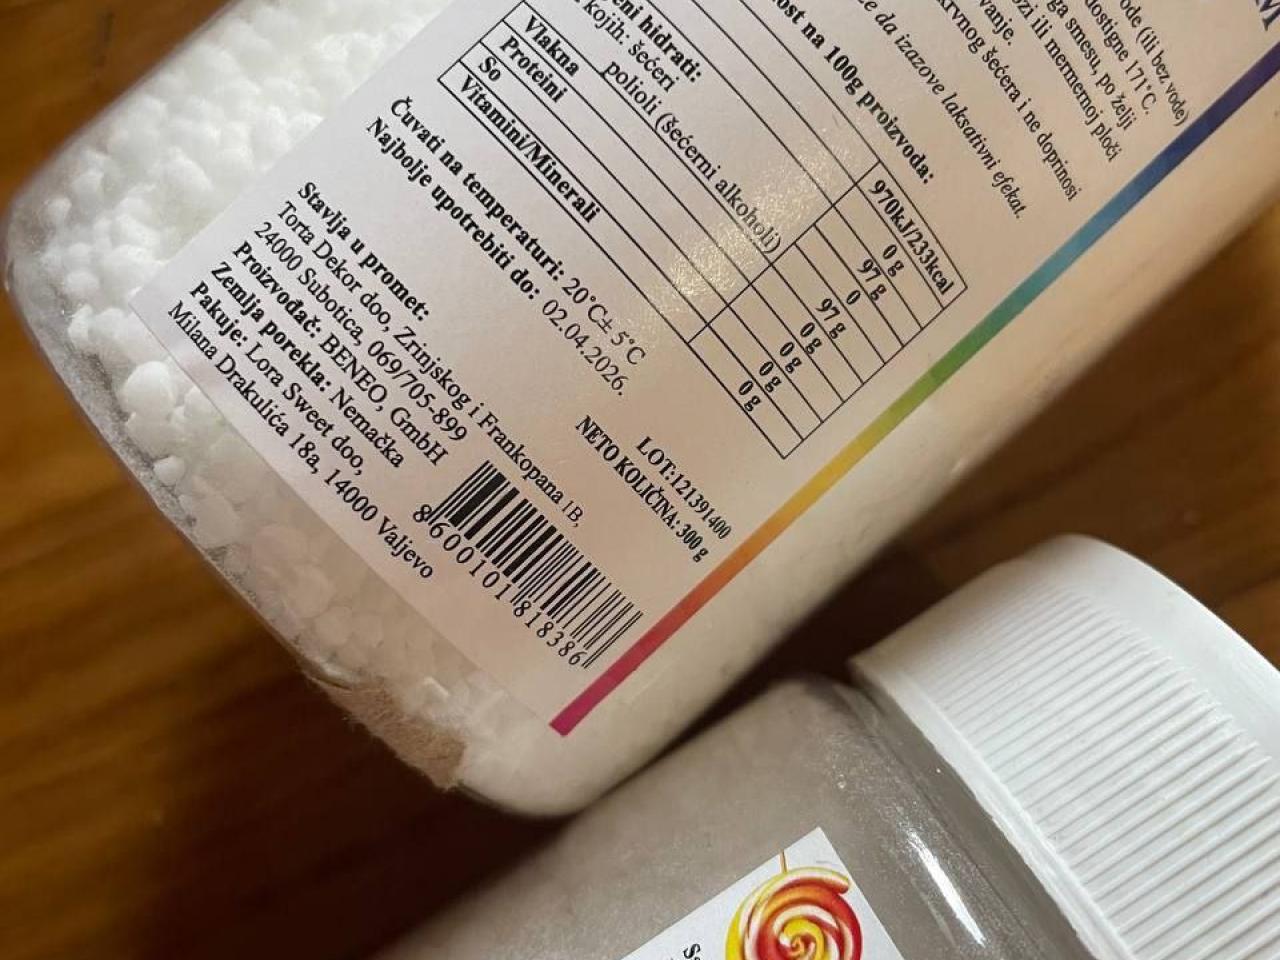 ode (ili bez vode)
dostigne 171°C.
ga smesu, po želji
ozi ili mermernoj ploči
vanje.
krvnog šećera i ne doprinosi
e da izazove laksativni efekat.
ost na 100g proizvoda:
970kJ/233kcal
0 g
eni hidrati: 97 g
kojih: šećeri 0
polioli (šećerni alkoholi) 97 g
Vlakna 0 g
Proteini 0 g
So 0 g
Vitamini/Minerali
Čuvati na temperaturi: 20°C± 5°C
Najbolje upotrebiti do: 02.04.2026.
LOT:121391400
NETO KOLIČINA: 300 g
Stavlja u promet:
Torta Dekor doo, Zrinjskog i Frankopana 1B,
24000 Subotica, 069/705-899
Proizvođač: BENEO, GmbH
Zemlja porekla: Nemačka
Pakuje: Lora Sweet doo,
Milana Drakulića 18a, 14000 Valjevo
8 600101 818386